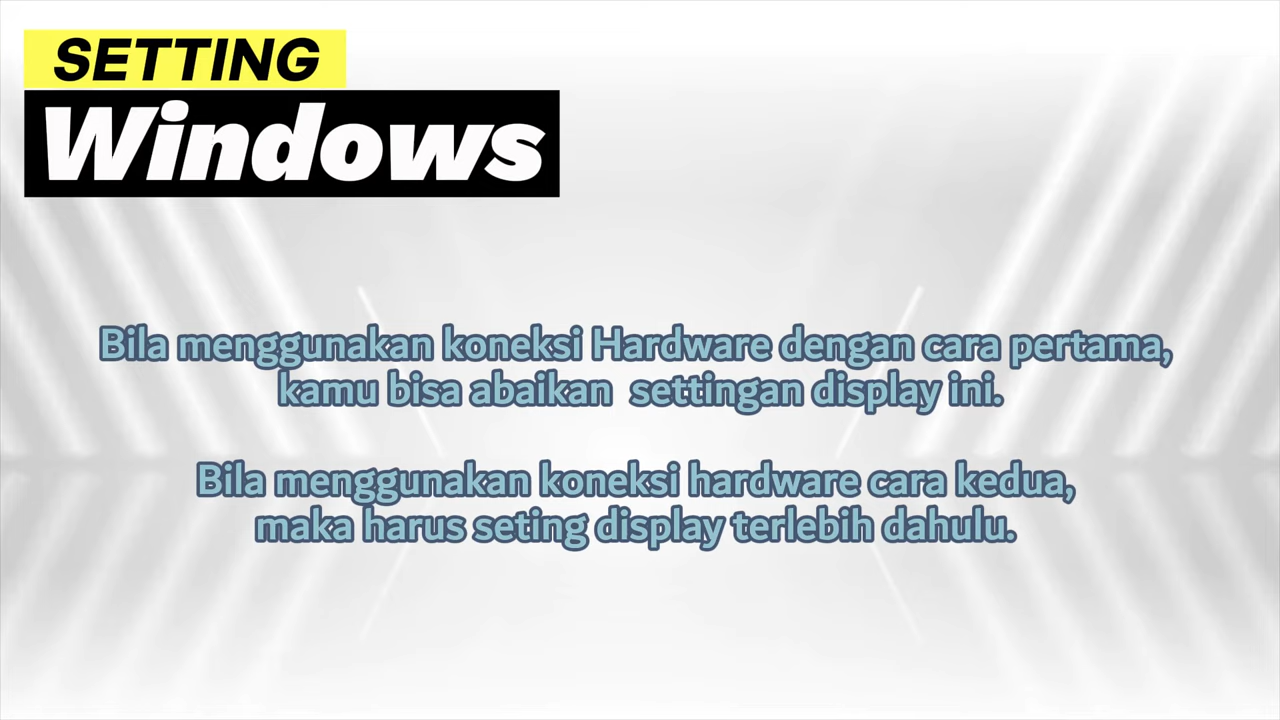 SETTING
Windows
Bila menggunakan koneksi Hardware dengan cara pertama,
kamu bisa abaikan  settingan display ini.
Bila menggunakan koneksi hardware cara kedua,
maka harus seting display terlebih dahulu.